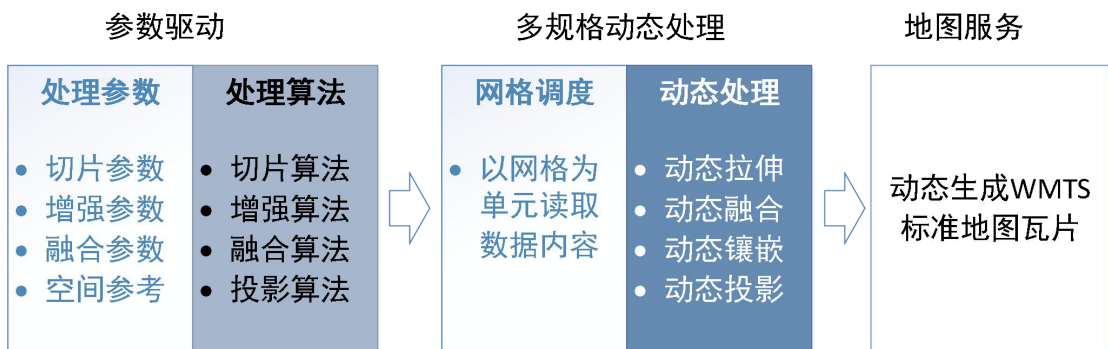 参数驱动
处理参数
• 切片参数
• 增强参数
• 融合参数
• 空间参考
处理算法
• 切片算法
• 增强算法
• 融合算法
• 投影算法
多规格动态处理
网格调度
• 以网格为
单元读取
数据内容
动态处理
• 动态拉伸
• 动态融合
• 动态镶嵌
• 动态投影
地图服务
动态生成WMTS
标准地图瓦片